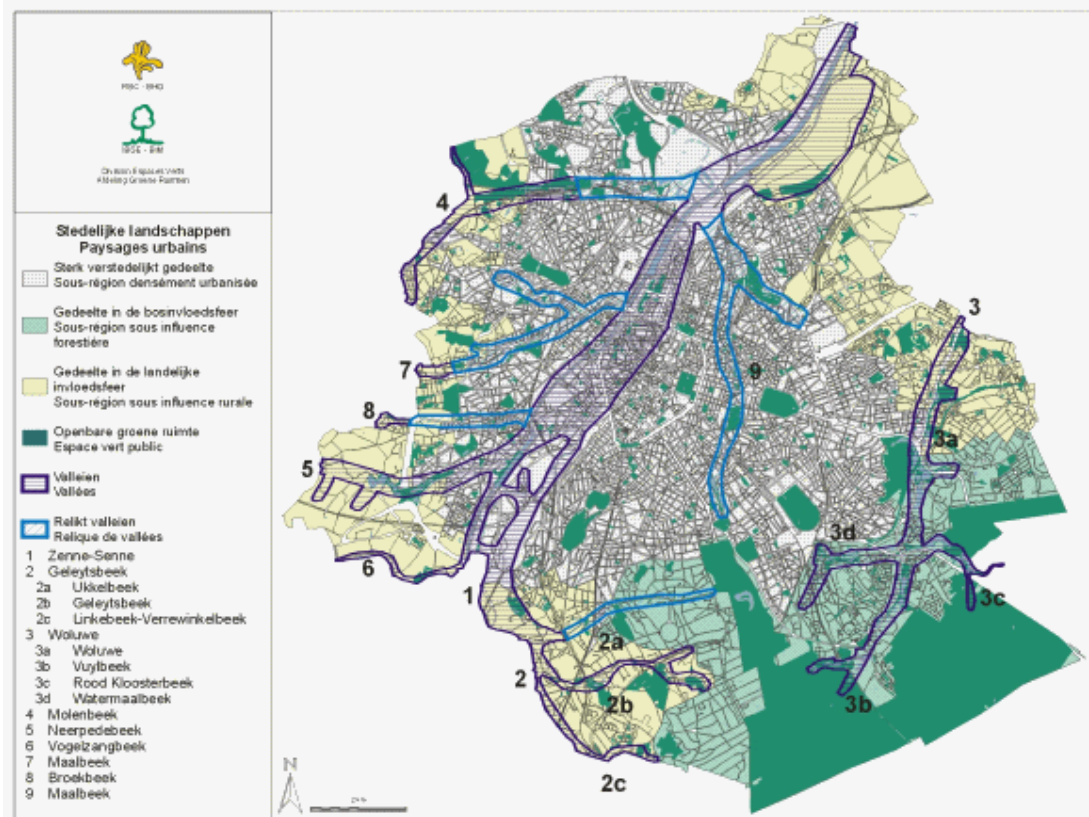 IBGE - BIM
Division Espaces Verts
Afdeling Groene Ruimten
Stedelijke landschappen
Paysages urbains
Sterk verstedelijkt gedeelte
Sous-région densément urbanisée
Gedeelte in de bosinvloedsfeer
Sous-région sous influence
forestière
Gedeelte in de landelijke
invloedsfeer
Sous-région sous influence rurale
Openbare groene ruimte
Espace vert public
Valleien
Vallées
Relikt valleien
Relique de vallées
1 Zenne-Senne
2 Geleytsbeek
2a Ukkelbeek
2b Geleytsbeek
2c Linkebeek-Verrewinkelbeek
3 Woluwe
3a Woluwe
3b Vuylbeek
3c Rood Kloosterbeek
3d Watermaalbeek
4 Molenbeek
5 Neerpedebeek
6 Vogelzangbeek
7 Maalbeek
8 Broekbeek
9 Maalbeek
4
3
7
9
8
3a
5
3d
6
1
3c
2a
2
2b
3b
2c
N